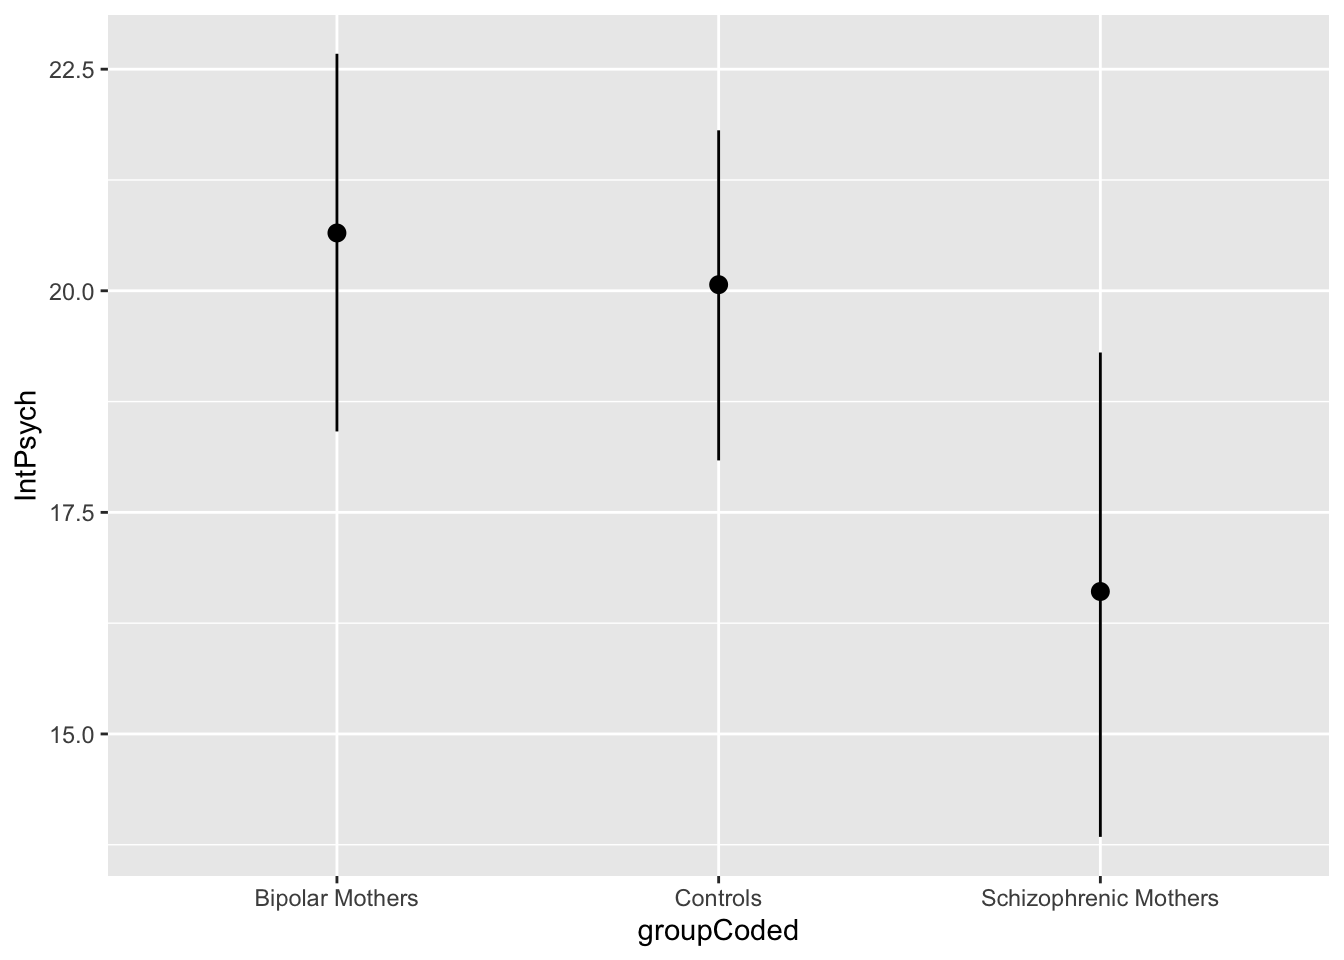 22.5
20.0
17.5
15.0
IntPsych
Bipolar Mothers
Controls
Schizophrenic Mothers
groupCoded